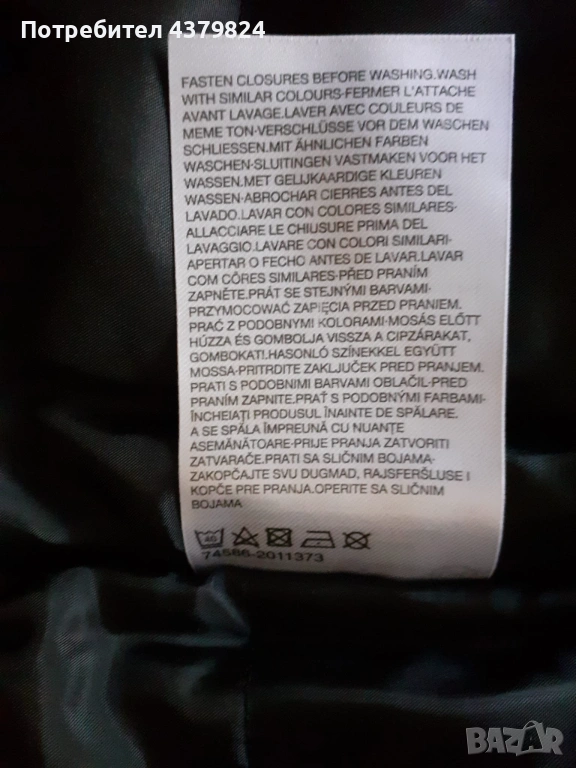 Потребител 4379824
FASTEN CLOSURES BEFORE WASHING.WASH
WITH SIMILAR COLOURS-FERMER L'ATTACHE
AVANT LAVAGE.LAVER AVEC COULEURS DE
MEME TON-VERSCHLÜSSE VOR DEM WASCHEN
SCHLIESSEN.MIT ÄHNLICHEN FARBEN
WASCHEN-SLUITINGEN VASTMAKEN VOOR HET
WASSEN.MET GELIJKAARDIGE KLEUREN
WASSEN-ABROCHAR CIERRES ANTES DEL
LAVADO.LAVAR CON COLORES SIMILARES-
ALLACCIARE LE CHIUSURE PRIMA DEL
LAVAGGIO.LAVARE CON COLORI SIMILARI-
APERTAR O FECHO ANTES DE LAVAR.LAVAR
COM CÔRES SIMILARES-PŘED PRANÍM
ZAPNĚTE.PRÁT SE STEJNÝMI BARVAMI-
PRZYMOCOWAĆ ZAPIĘCIA PRZED PRANIEM.
PRAĆ Z PODOBNYMI KOLORAMI-MOSÁS ELŐTT
HÚZZA ÉS GOMBOLJA VISSZA A CIPZÁRAKAT,
GOMBOKAT!.HASONLÓ SZÍNEKKEL EGYÜTT
MOSSA-PRITRDITE ZAKLJUČEK PRED PRANJEM.
PRATI S PODOBNIMI BARVAMI OBLAČIL-PRED
PRANÍM ZAPNITE.PRAŤ S PODOBNÝMI FARBAMI-
ÎNCHEIAŢI PRODUSUL ÎNAINTE DE SPĂLARE.
A SE SPĂLA ÎMPREUNĂ CU NUANŢE
ASEMĂNĂTOARE-PRIJE PRANJA ZATVORITI
ZATVARAČE.PRATI SA SLIČNIM BOJAMA-
ZAKOPČAJTE SVU DUGMAD, RAJSFERŠLUSE I
KOPČE PRE PRANJA.OPERITE SA SLIČNIM
BOJAMA
40
74586-2011373
BAZAR